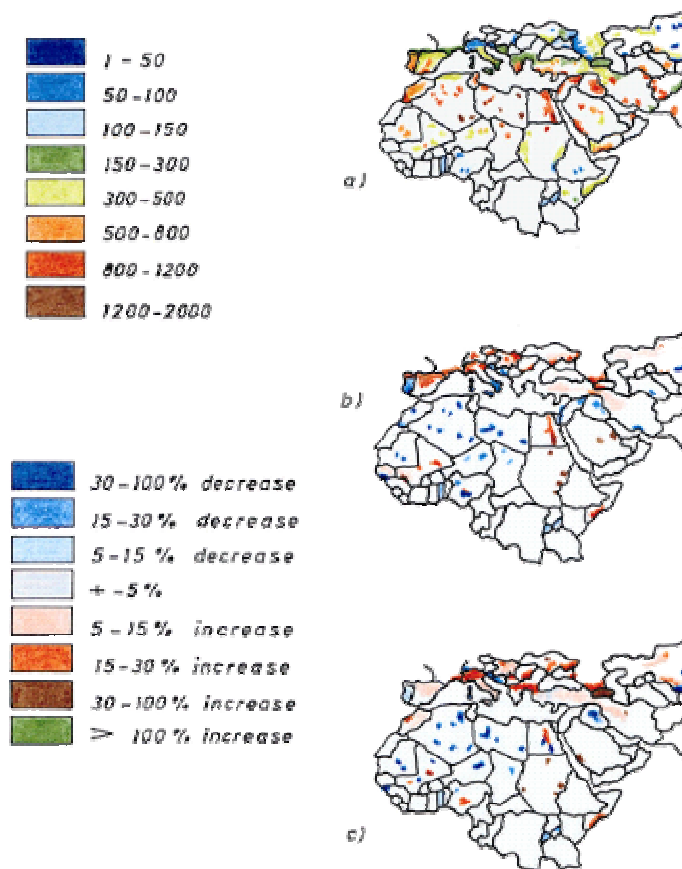 1 - 50
50 - 100
100 - 150
150 - 300
300 - 500
500 - 800
800 - 1200
1200 - 2000
a)
b)
30 - 100 % decrease
15 - 30 % decrease
5 - 15 % decrease
+ - 5 %
5 - 15 % increase
15 - 30 % increase
30 - 100 % increase
> 100 % increase
c)